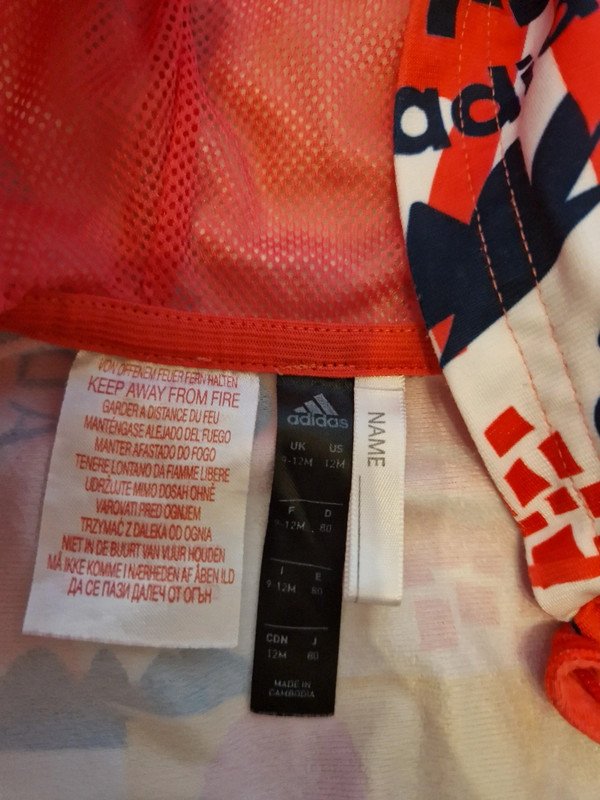 adi
VON OFFENEM FEUER FERN HALTEN
KEEP AWAY FROM FIRE
GARDER A DISTANCE DU FEU
MANTÉNGASE ALEJADO DEL FUEGO
MANTER AFASTADO DO FOGO
TENERE LONTANO DA FIAMME LIBERE
UDRŽUJTE MIMO DOSAH OHNĚ
VAROVATI PRED OGNJEM
TRZYMAĆ Z DALEKA OD OGNIA
NIET IN DE BUURT VAN VUUR HOUDEN
MÅ IKKE KOMME I NÆRHEDEN AF ÅBEN ILD
ДА СЕ ПАЗИ ДАЛЕЧ ОТ ОГЪН
adidas
UK US
9-12M 12M
F D
9-12M 80
I E
9-12M 80
CDN J
12M 80
MADE IN
CAMBODIA
NAME